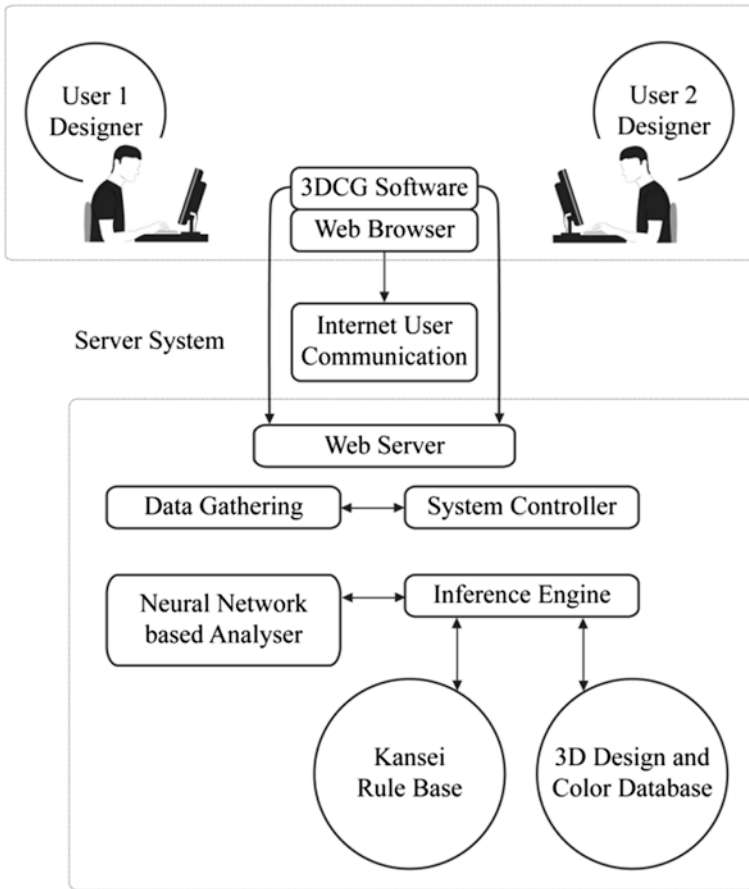 User 1
Designer
User 2
Designer
3DCG Software
Web Browser
Internet User
Communication
Server System
Web Server
Data Gathering
System Controller
Neural Network
based Analyser
Inference Engine
Kansei
Rule Base
3D Design and
Color Database